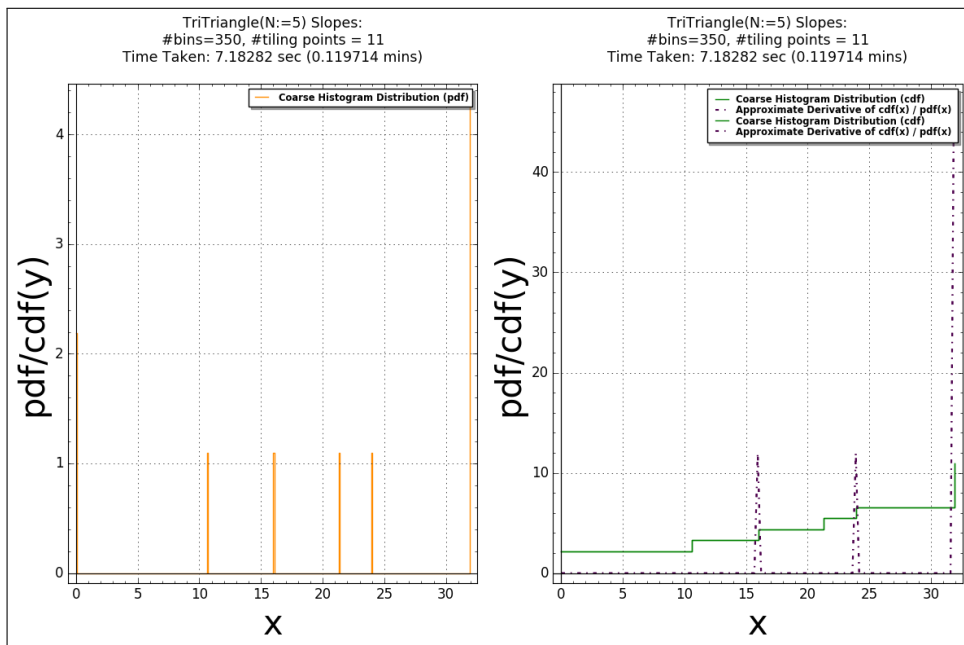 TriTriangle(N:=5) Slopes:
#bins=350, #tiling points = 11
Time Taken: 7.18282 sec (0.119714 mins)
Coarse Histogram Distribution (pdf)
pdf/cdf(y)
4
3
2
1
0
0
5
10
15
20
25
30
x
TriTriangle(N:=5) Slopes:
#bins=350, #tiling points = 11
Time Taken: 7.18282 sec (0.119714 mins)
Coarse Histogram Distribution (cdf)
Approximate Derivative of cdf(x) / pdf(x)
Coarse Histogram Distribution (cdf)
Approximate Derivative of cdf(x) / pdf(x)
pdf/cdf(y)
40
30
20
10
0
0
5
10
15
20
25
30
x